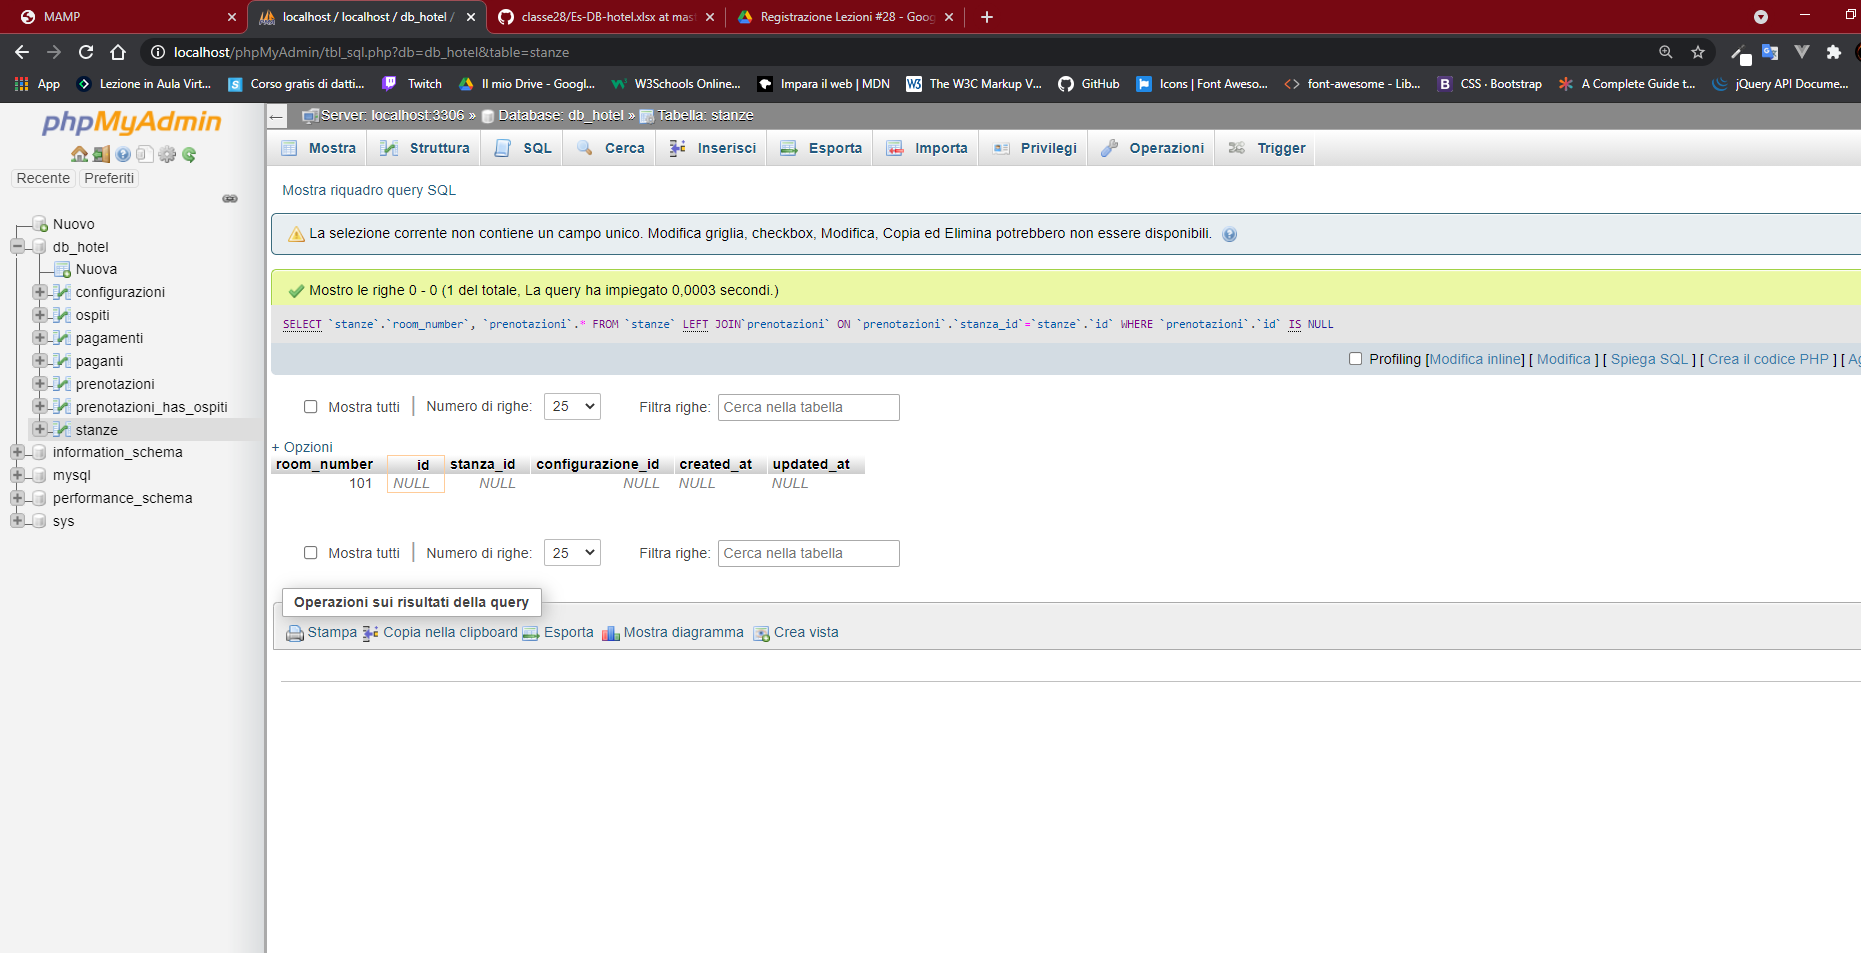 MAMP
localhost / localhost / db_hotel /
classe28/Es-DB-hotel.xlsx at mast
Registrazione Lezioni #28 - Goog
localhost/phpMyAdmin/tbl_sql.php?db=db_hotel&table=stanze
App
Lezione in Aula Virt...
Corso gratis di datti...
Twitch
Il mio Drive - Googl...
W3Schools Online...
Impara il web | MDN
The W3C Markup V...
GitHub
Icons | Font Aweso...
font-awesome - Lib...
CSS · Bootstrap
A Complete Guide t...
jQuery API Docume...
phpMyAdmin
Recente
Preferiti
Nuovo
db_hotel
Nuova
configurazioni
ospiti
pagamenti
paganti
prenotazioni
prenotazioni_has_ospiti
stanze
information_schema
mysql
performance_schema
sys
Server: localhost:3306 » Database: db_hotel » Tabella: stanze
Mostra
Struttura
SQL
Cerca
Inserisci
Esporta
Importa
Privilegi
Operazioni
Trigger
Mostra riquadro query SQL
La selezione corrente non contiene un campo unico. Modifica griglia, checkbox, Modifica, Copia ed Elimina potrebbero non essere disponibili.
Mostro le righe 0 - 0 (1 del totale, La query ha impiegato 0,0003 secondi.)
SELECT `stanze`.`room_number`, `prenotazioni`.* FROM `stanze` LEFT JOIN`prenotazioni` ON `prenotazioni`.`stanza_id`=`stanze`.`id` WHERE `prenotazioni`.`id` IS NULL
Profiling [Modifica inline] [ Modifica ] [ Spiega SQL ] [ Crea il codice PHP ] [ Ag
Mostra tutti
Numero di righe:
25
Filtra righe:
Cerca nella tabella
+ Opzioni
room_number id stanza_id configurazione_id created_at updated_at
101 NULL NULL NULL NULL NULL
Mostra tutti
Numero di righe:
25
Filtra righe:
Cerca nella tabella
Operazioni sui risultati della query
Stampa
Copia nella clipboard
Esporta
Mostra diagramma
Crea vista